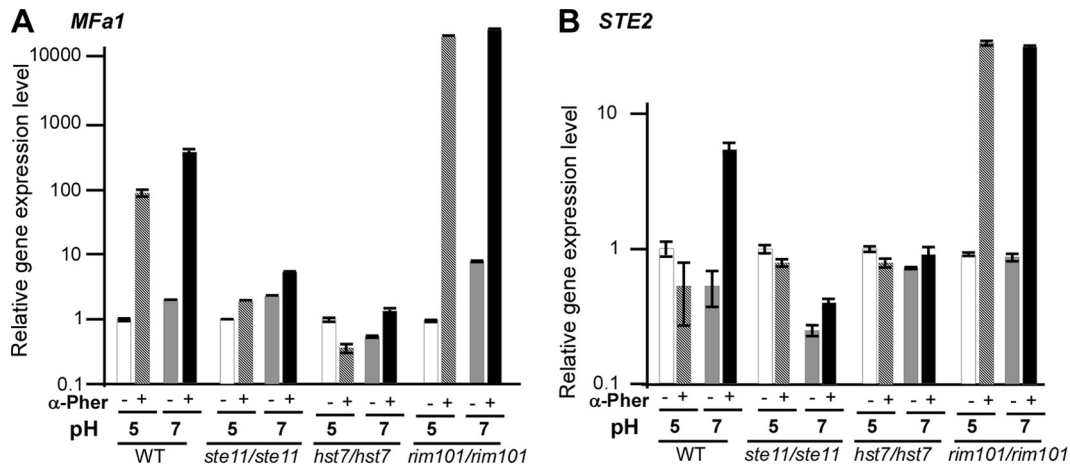 A MFa1
Relative gene expression level
10000
1000
100
10
1
0.1
α-Pher - + - + - + - + - + - + - + - +
pH 5 7 5 7 5 7 5 7
WT ste11/ste11 hst7/hst7 rim101/rim101
B STE2
Relative gene expression level
10
1
0.1
α-Pher - + - + - + - + - + - + - + - +
pH 5 7 5 7 5 7 5 7
WT ste11/ste11 hst7/hst7 rim101/rim101